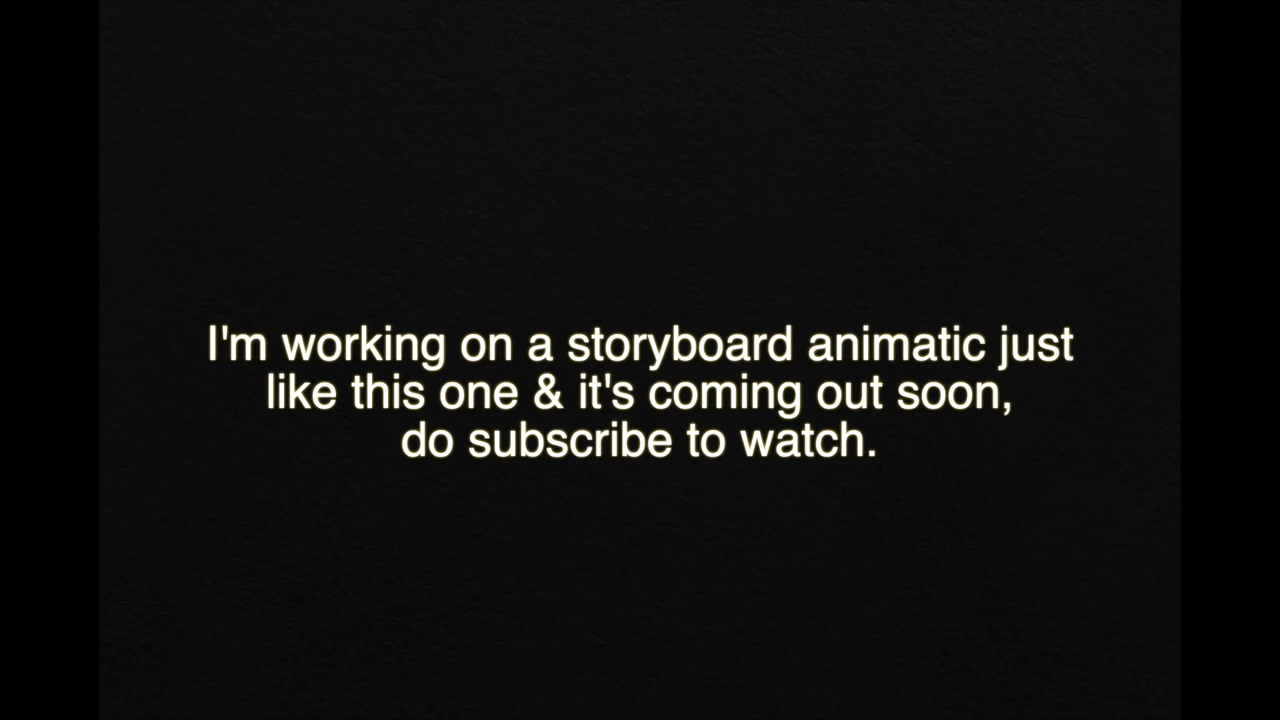 I'm working on a storyboard animatic just
like this one & it's coming out soon,
do subscribe to watch.